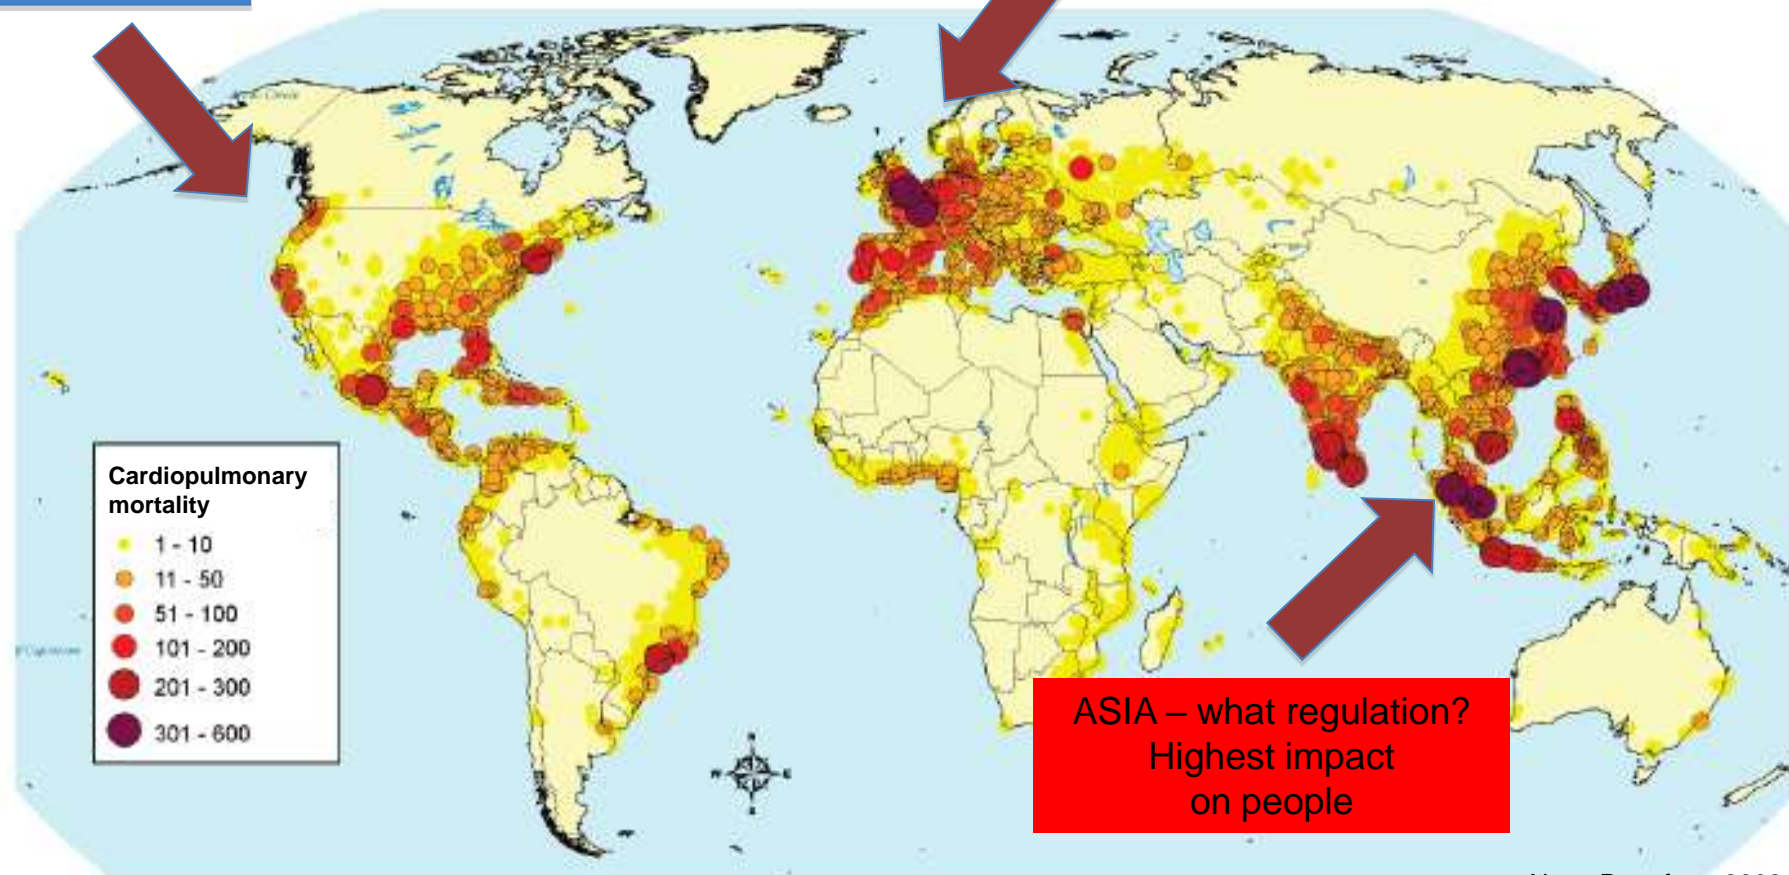 Cardiopulmonary
mortality
1 - 10
11 - 50
51 - 100
101 - 200
201 - 300
301 - 600
N
W E
S
ASIA – what regulation?
Highest impact
on people